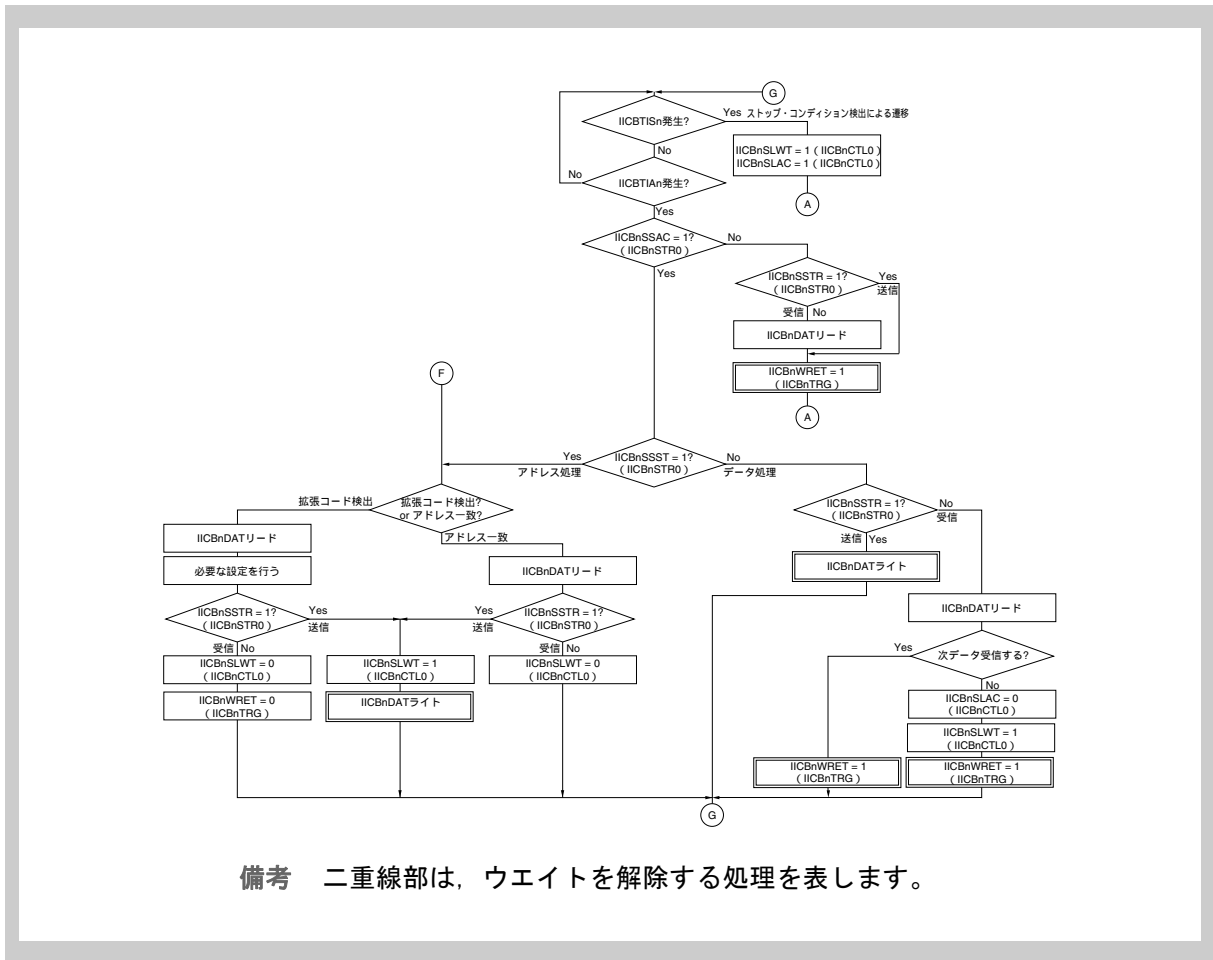 G
IICBTISn発生?
Yes ストップ・コンディション検出による遷移
No
IICBnSLWT = 1 ( IICBnCTL0 )
IICBnSLAC = 1 ( IICBnCTL0 )
No
IICBTIAn発生?
A
Yes
IICBnSSAC = 1?
( IICBnSTR0 )
No
Yes
IICBnSSTR = 1?
( IICBnSTR0 )
Yes
送信
受信 No
IICBnDATリード
IICBnWRET = 1
( IICBnTRG )
A
F
Yes
アドレス処理
IICBnSSST = 1?
( IICBnSTR0 )
No
データ処理
拡張コード検出
拡張コード検出?
or アドレス一致?
アドレス一致
IICBnSSTR = 1?
( IICBnSTR0 )
No
受信
送信 Yes
IICBnDATライト
IICBnDATリード
必要な設定を行う
IICBnDATリード
IICBnSSTR = 1?
( IICBnSTR0 )
Yes
送信
Yes
送信
IICBnSSTR = 1?
( IICBnSTR0 )
IICBnDATリード
受信 No
受信 No
IICBnSLWT = 0
( IICBnCTL0 )
IICBnSLWT = 1
( IICBnCTL0 )
IICBnSLWT = 0
( IICBnCTL0 )
Yes
次データ受信する?
No
IICBnWRET = 0
( IICBnTRG )
IICBnDATライト
IICBnSLAC = 0
( IICBnCTL0 )
IICBnSLWT = 1
( IICBnCTL0 )
IICBnWRET = 1
( IICBnTRG )
IICBnWRET = 1
( IICBnTRG )
G
備考 二重線部は，ウエイトを解除する処理を表します。